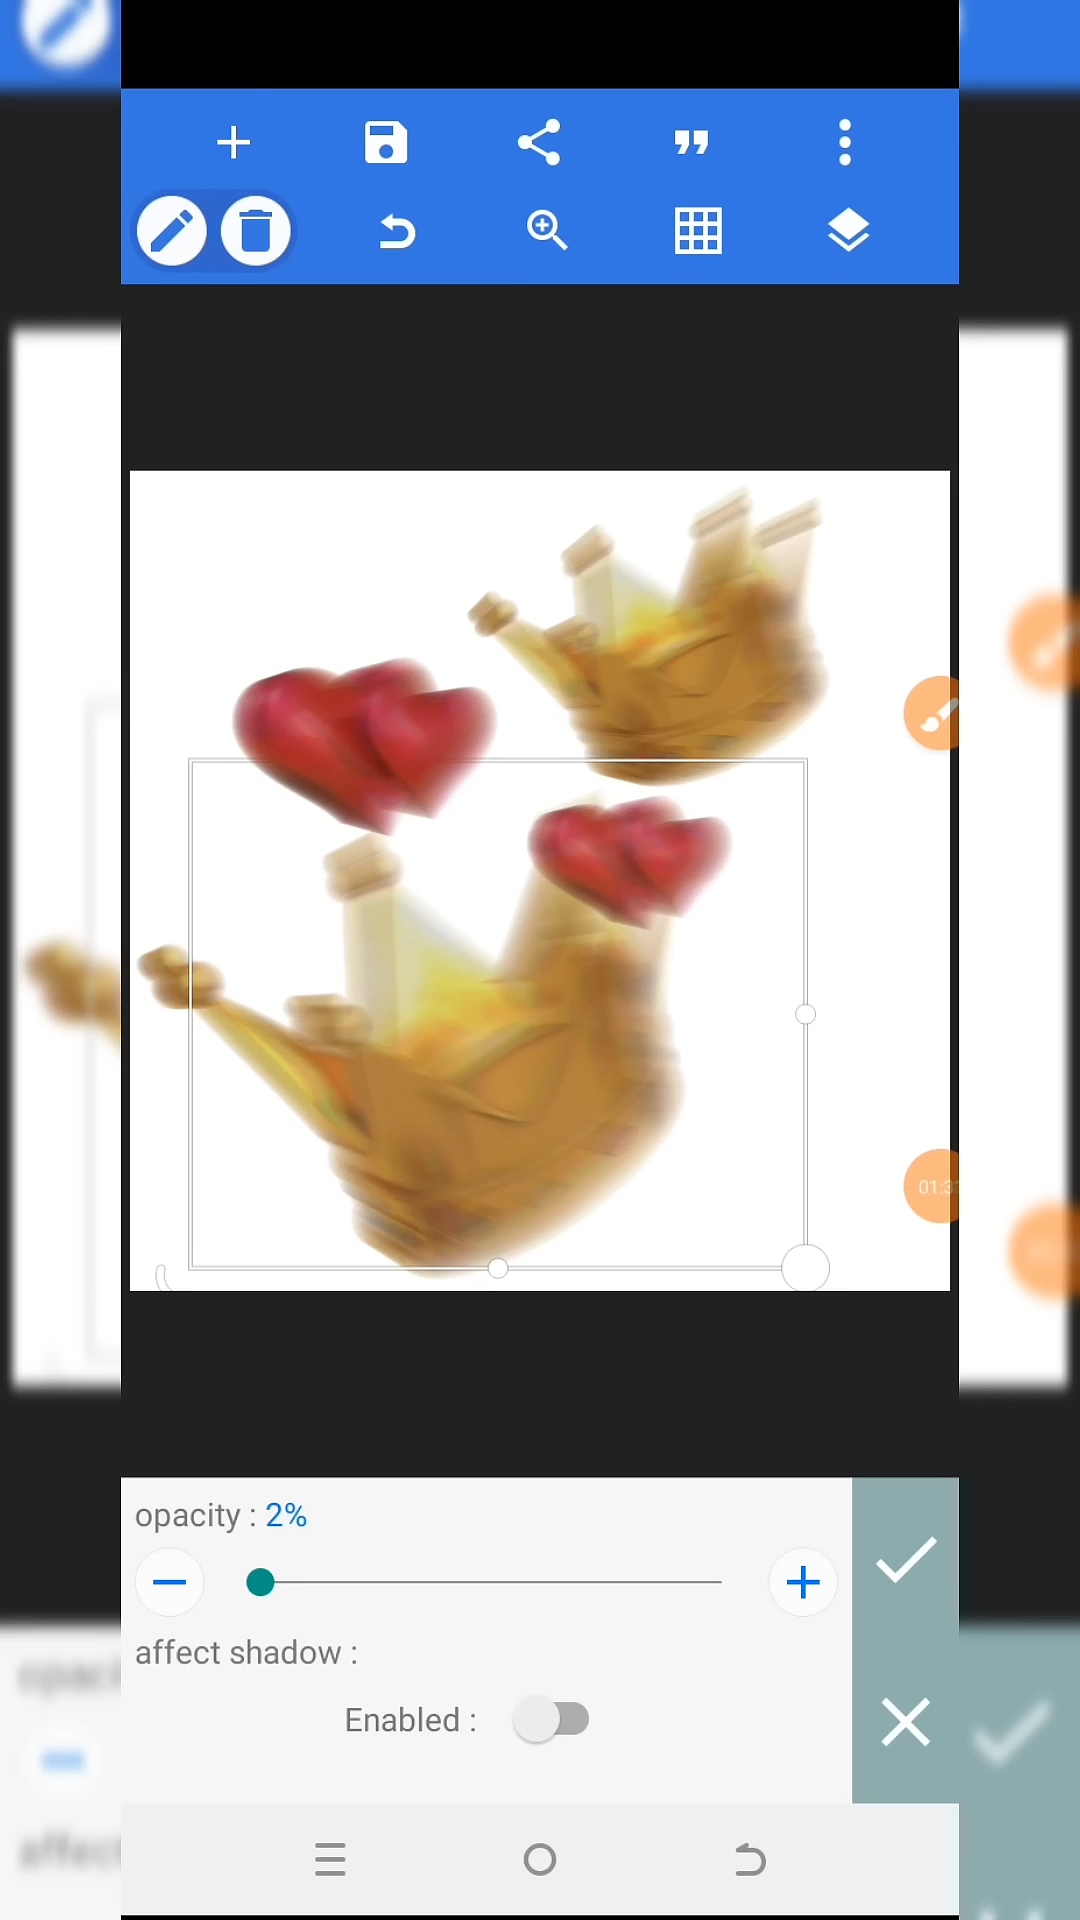 opacity : 2%
affect shadow :
Enabled :